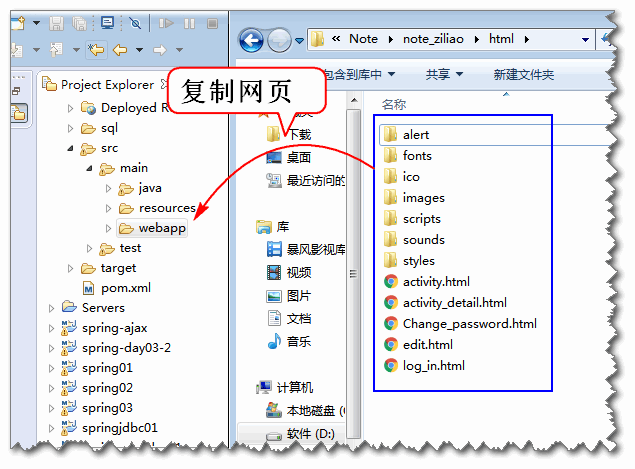 Note
note_ziliao
html
Project Explorer
Deployed R
sql
src
main
java
resources
webapp
test
target
pom.xml
Servers
spring-ajax
spring-day03-2
spring01
spring02
spring03
springjdbc01
复制网页
包含到库中
共享
新建文件夹
下载
桌面
最近访问的
库
暴风影视库
视频
图片
文档
音乐
计算机
本地磁盘 (
软件 (D:)
名称
alert
fonts
ico
images
scripts
sounds
styles
activity.html
activity_detail.html
Change_password.html
edit.html
log_in.html